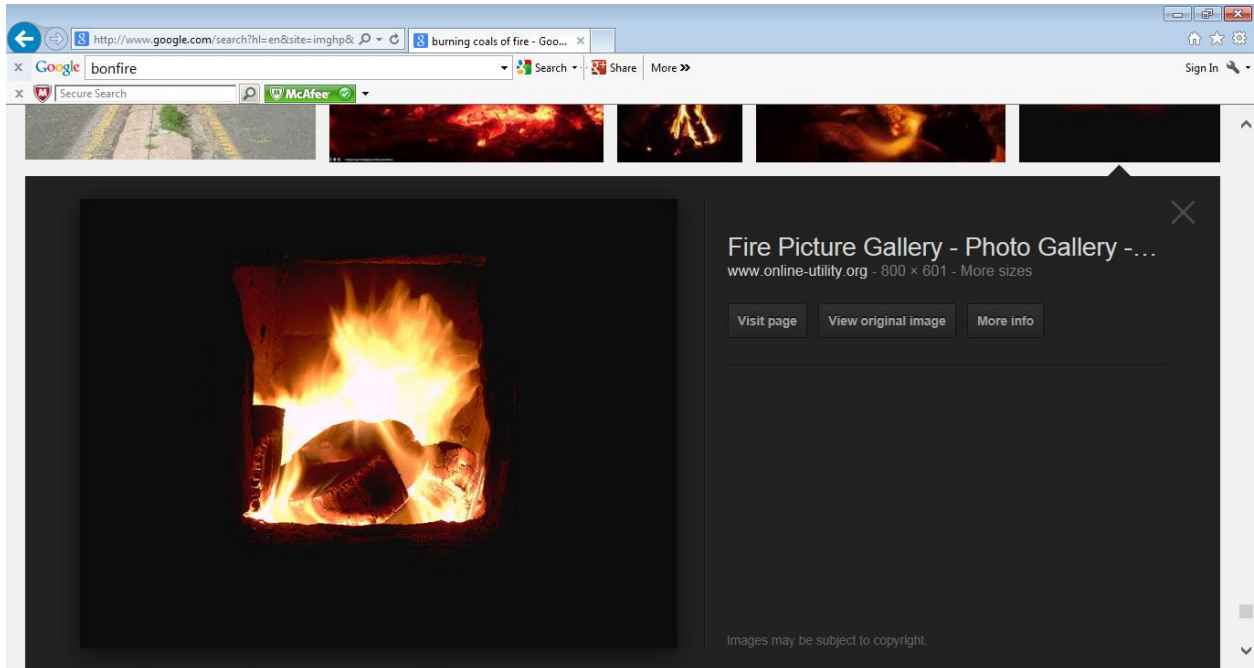 http://www.google.com/search?hl=en&site=imghp&
burning coals of fire - Goo...
Google bonfire Search Share More »
Sign In
Secure Search McAfee
Fire Picture Gallery - Photo Gallery -...
www.online-utility.org - 800 × 601 - More sizes
Visit page View original image More info
Images may be subject to copyright.